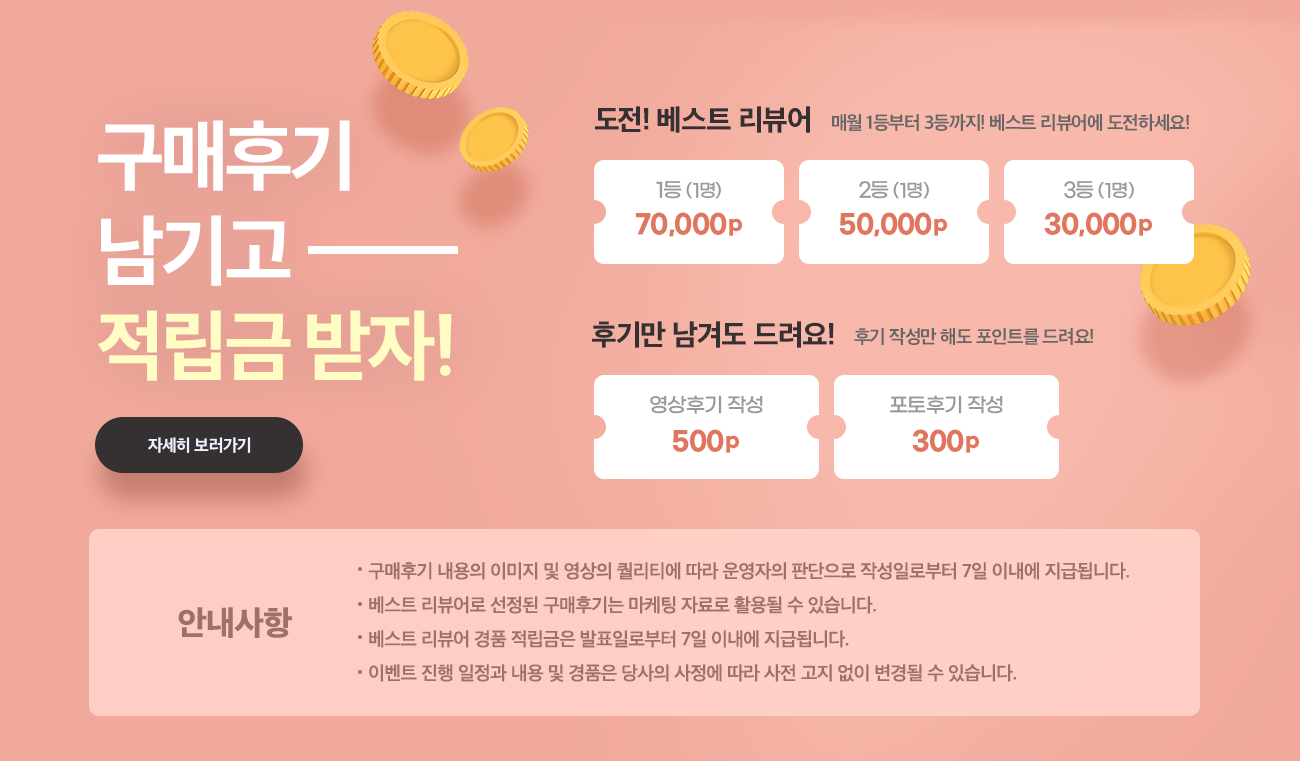 구매후기
남기고
적립금 받자!
자세히 보러가기
도전! 베스트 리뷰어 매월 1등부터 3등까지! 베스트 리뷰어에 도전하세요!
1등 (1명)
70,000p
2등 (1명)
50,000p
3등 (1명)
30,000p
후기만 남겨도 드려요! 후기 작성만 해도 포인트를 드려요!
영상후기 작성
500p
포토후기 작성
300p
안내사항
• 구매후기 내용의 이미지 및 영상의 퀄리티에 따라 운영자의 판단으로 작성일로부터 7일 이내에 지급됩니다.
• 베스트 리뷰어로 선정된 구매후기는 마케팅 자료로 활용될 수 있습니다.
• 베스트 리뷰어 경품 적립금은 발표일로부터 7일 이내에 지급됩니다.
• 이벤트 진행 일정과 내용 및 경품은 당사의 사정에 따라 사전 고지 없이 변경될 수 있습니다.